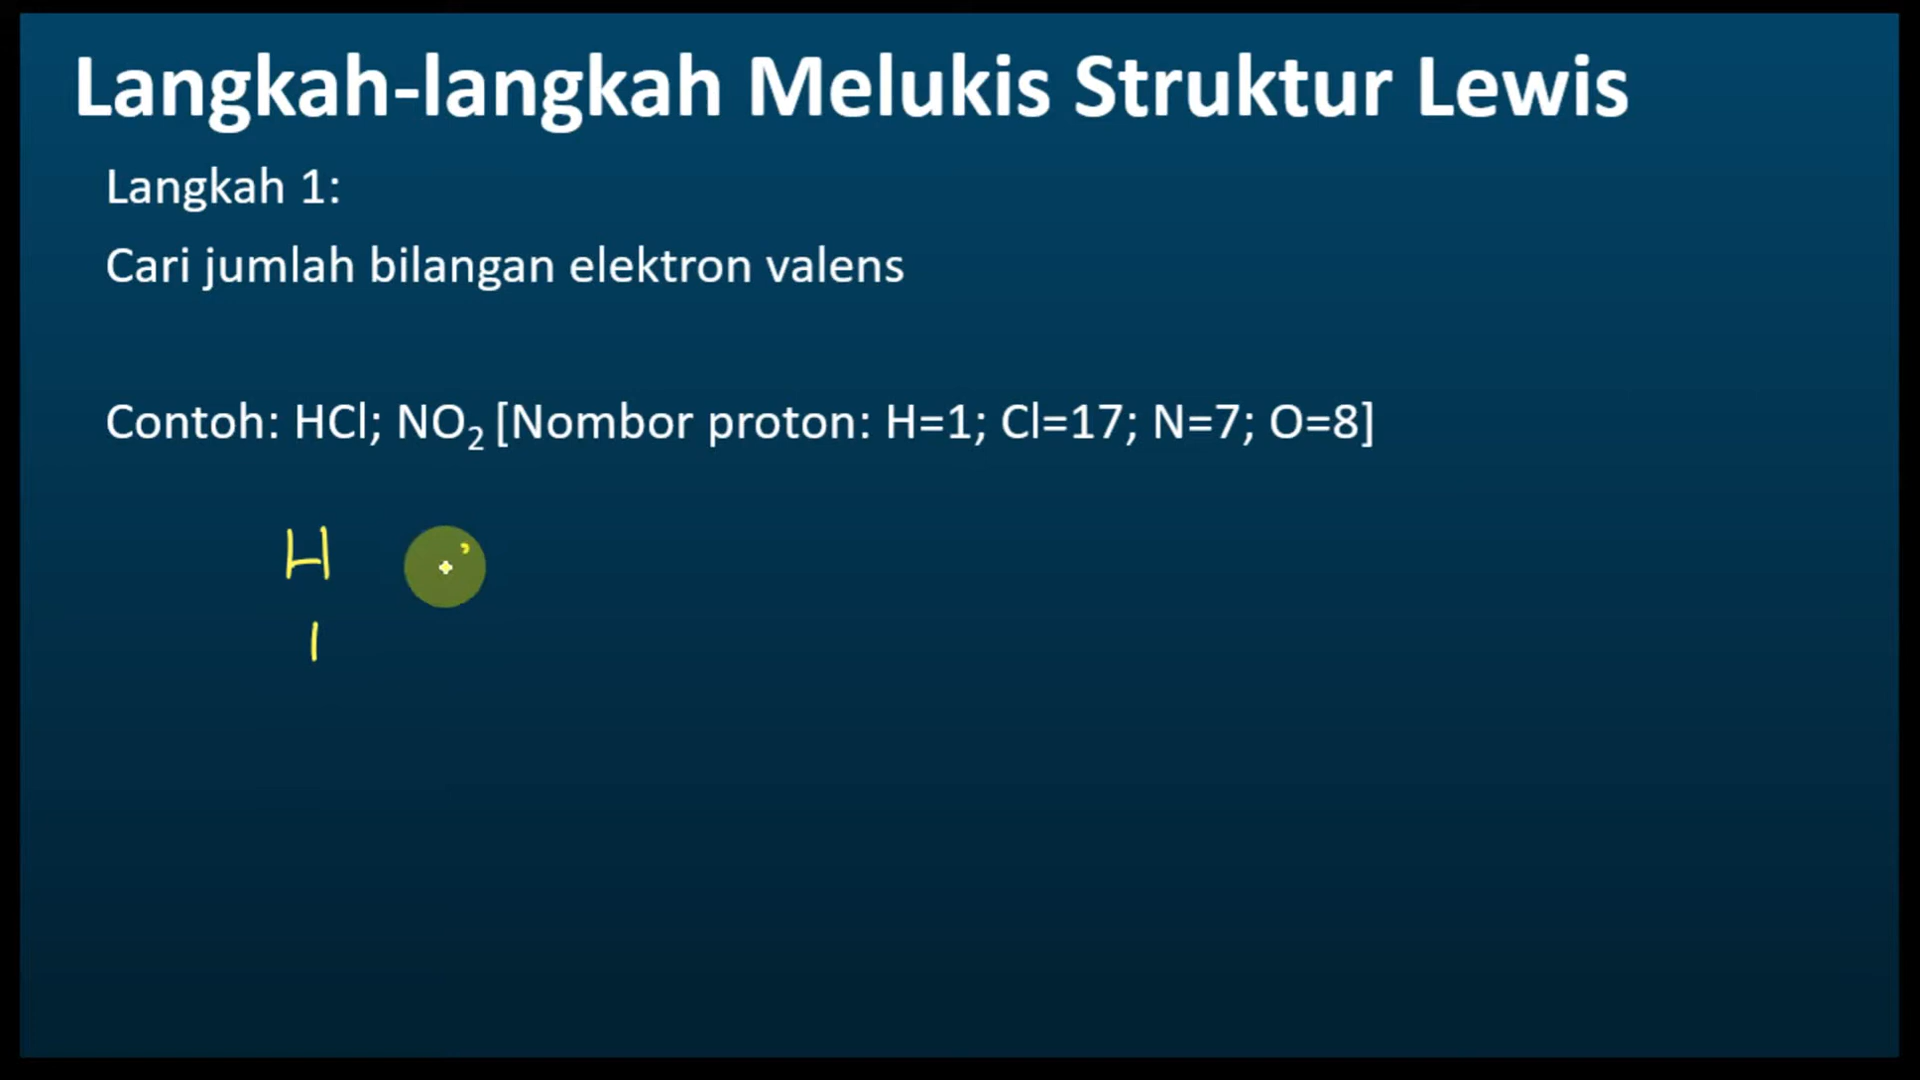 Langkah-langkah Melukis Struktur Lewis
Langkah 1:
Cari jumlah bilangan elektron valens
Contoh: HCl; NO₂ [Nombor proton: H=1; Cl=17; N=7; O=8]
H
1